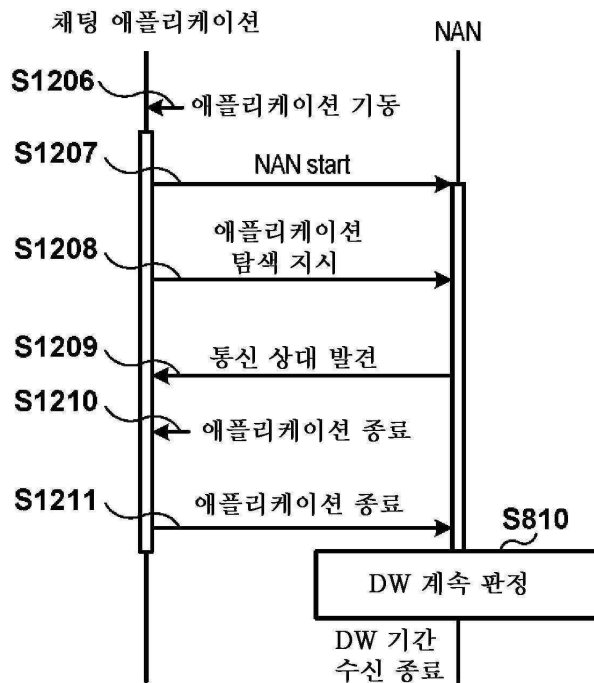 채팅 애플리케이션
NAN
S1206
애플리케이션 기동
S1207
NAN start
S1208
애플리케이션
탐색 지시
S1209
통신 상대 발견
S1210
애플리케이션 종료
S1211
애플리케이션 종료
S810
DW 계속 판정
DW 기간
수신 종료